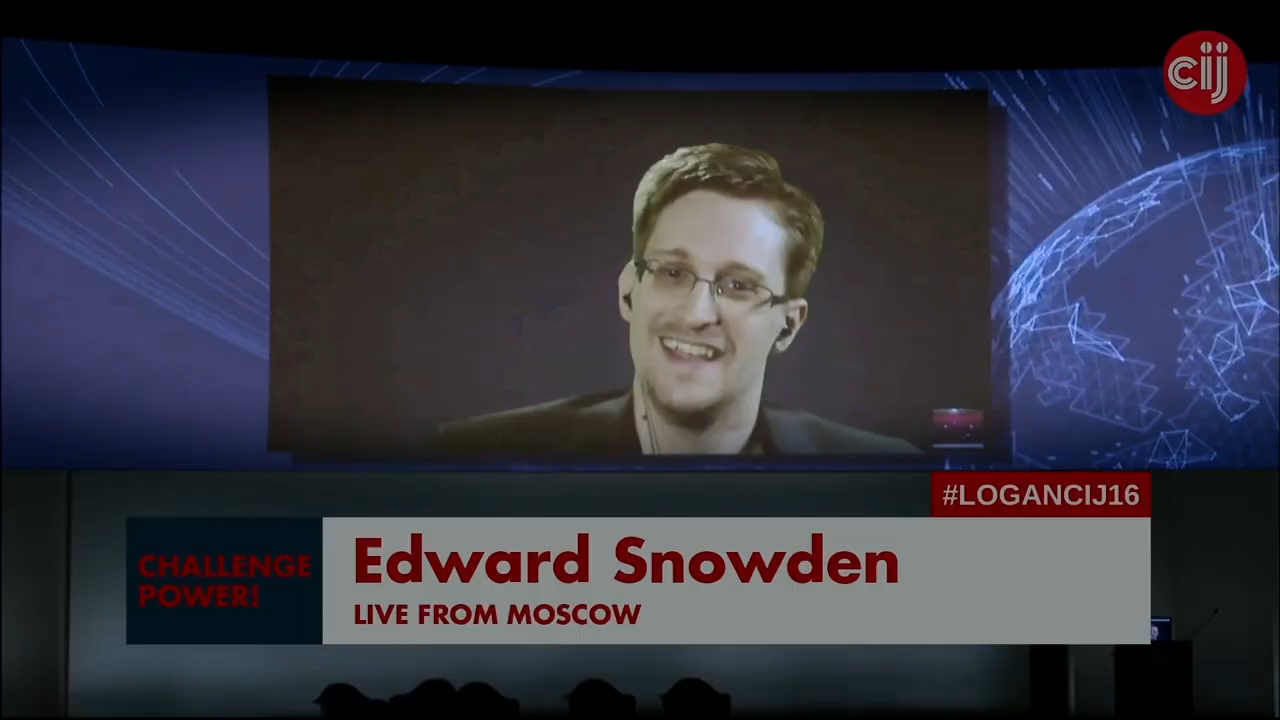 cij
#LOGANCIJ16
CHALLENGE
POWER!
Edward Snowden
LIVE FROM MOSCOW